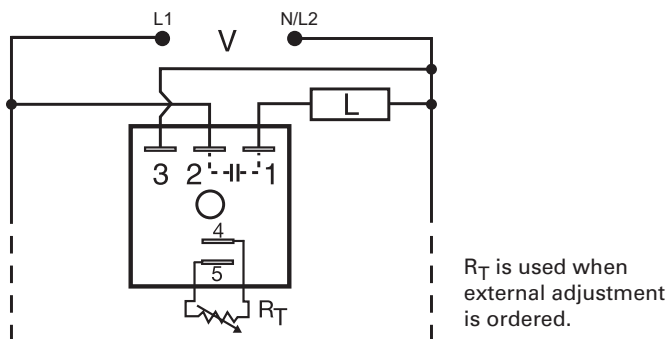 L1 V N/L2
L
3 2 1
4
5
RT
RT is used when
external adjustment
is ordered.